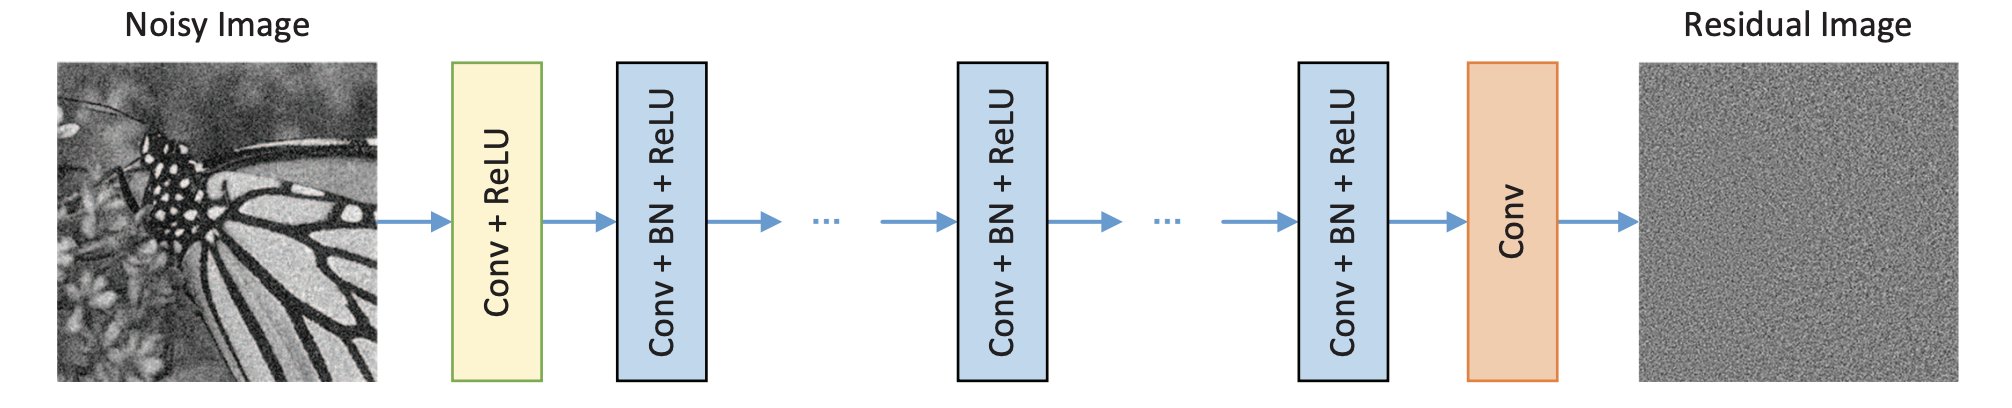 Noisy Image
Residual Image
Conv + ReLU
Conv + BN + ReLU
...
Conv + BN + ReLU
...
Conv + BN + ReLU
Conv